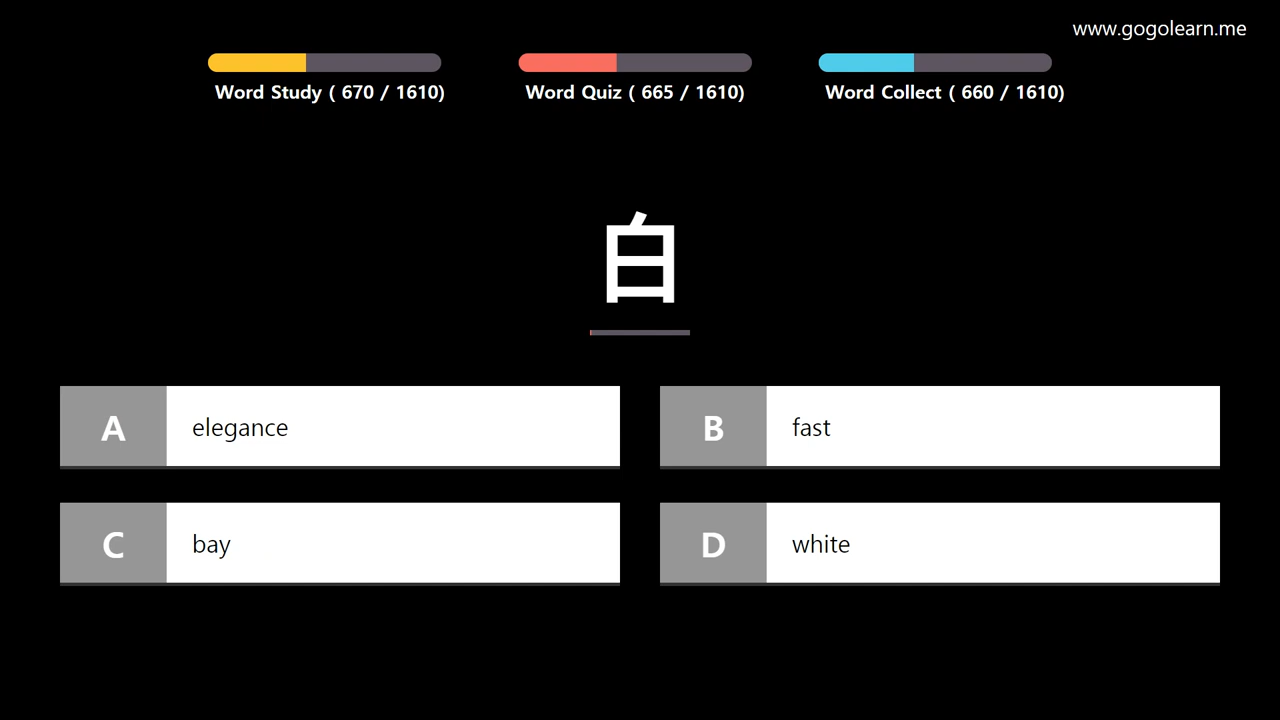 www.gogolearn.me
Word Study ( 670 / 1610)
Word Quiz ( 665 / 1610)
Word Collect ( 660 / 1610)
白
A elegance
B fast
C bay
D white